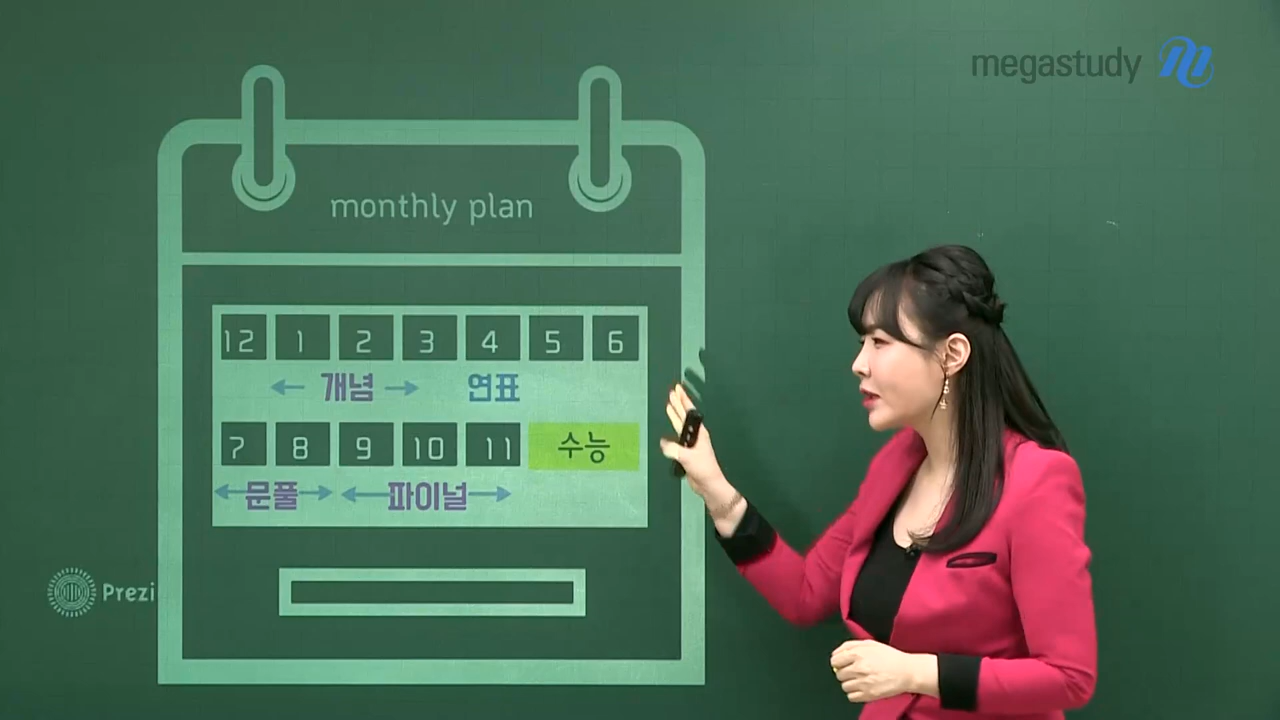 megastudy
monthly plan
12 1 2 3 4 5 6
← 개념 → 연표
7 8 9 10 11 수능
←문풀→ ←파이널→
Prezi